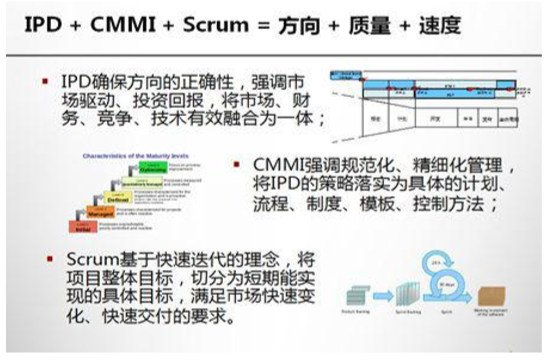 IPD + CMMI + Scrum = 方向 + 质量 + 速度
IPD确保方向的正确性，强调市
场驱动、投资回报，将市场、财
务、竞争、技术有效融合为一体；
Characteristics of the Maturity levels
Optimizing
Quantitatively Managed
Defined
Managed
Initial
CMMI强调规范化、精细化管理，
将IPD的策略落实为具体的计划、
流程、制度、模板、控制方法；
Scrum基于快速迭代的理念，将
项目整体目标，切分为短期能实
现的具体目标，满足市场快速变
化、快速交付的要求。
Product Backlog
Sprint Backlog
Sprint